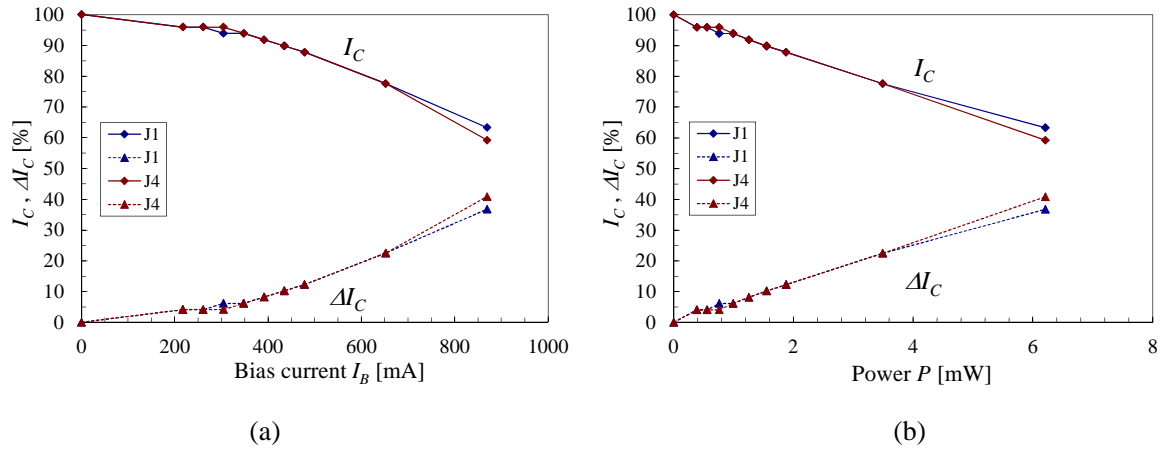 100
90
80
70
60
50
40
30
20
10
0
I_C , ΔI_C [%]
I_C
J1
J1
J4
J4
ΔI_C
0 200 400 600 800 1000
Bias current I_B [mA]
(a)
100
90
80
70
60
50
40
30
20
10
0
I_C , ΔI_C [%]
I_C
J1
J1
J4
J4
ΔI_C
0 2 4 6 8
Power P [mW]
(b)